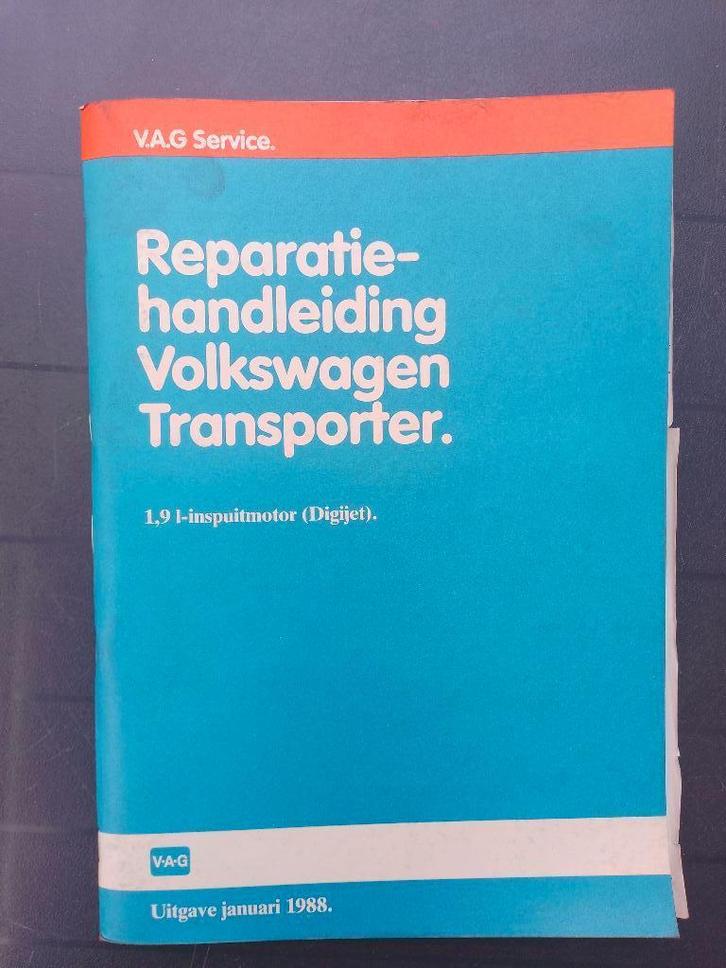 V.A.G Service.
Reparatie-
handleiding
Volkswagen
Transporter.
1,9 l-inspuitmotor (Digijet).
V·A·G
Uitgave januari 1988.